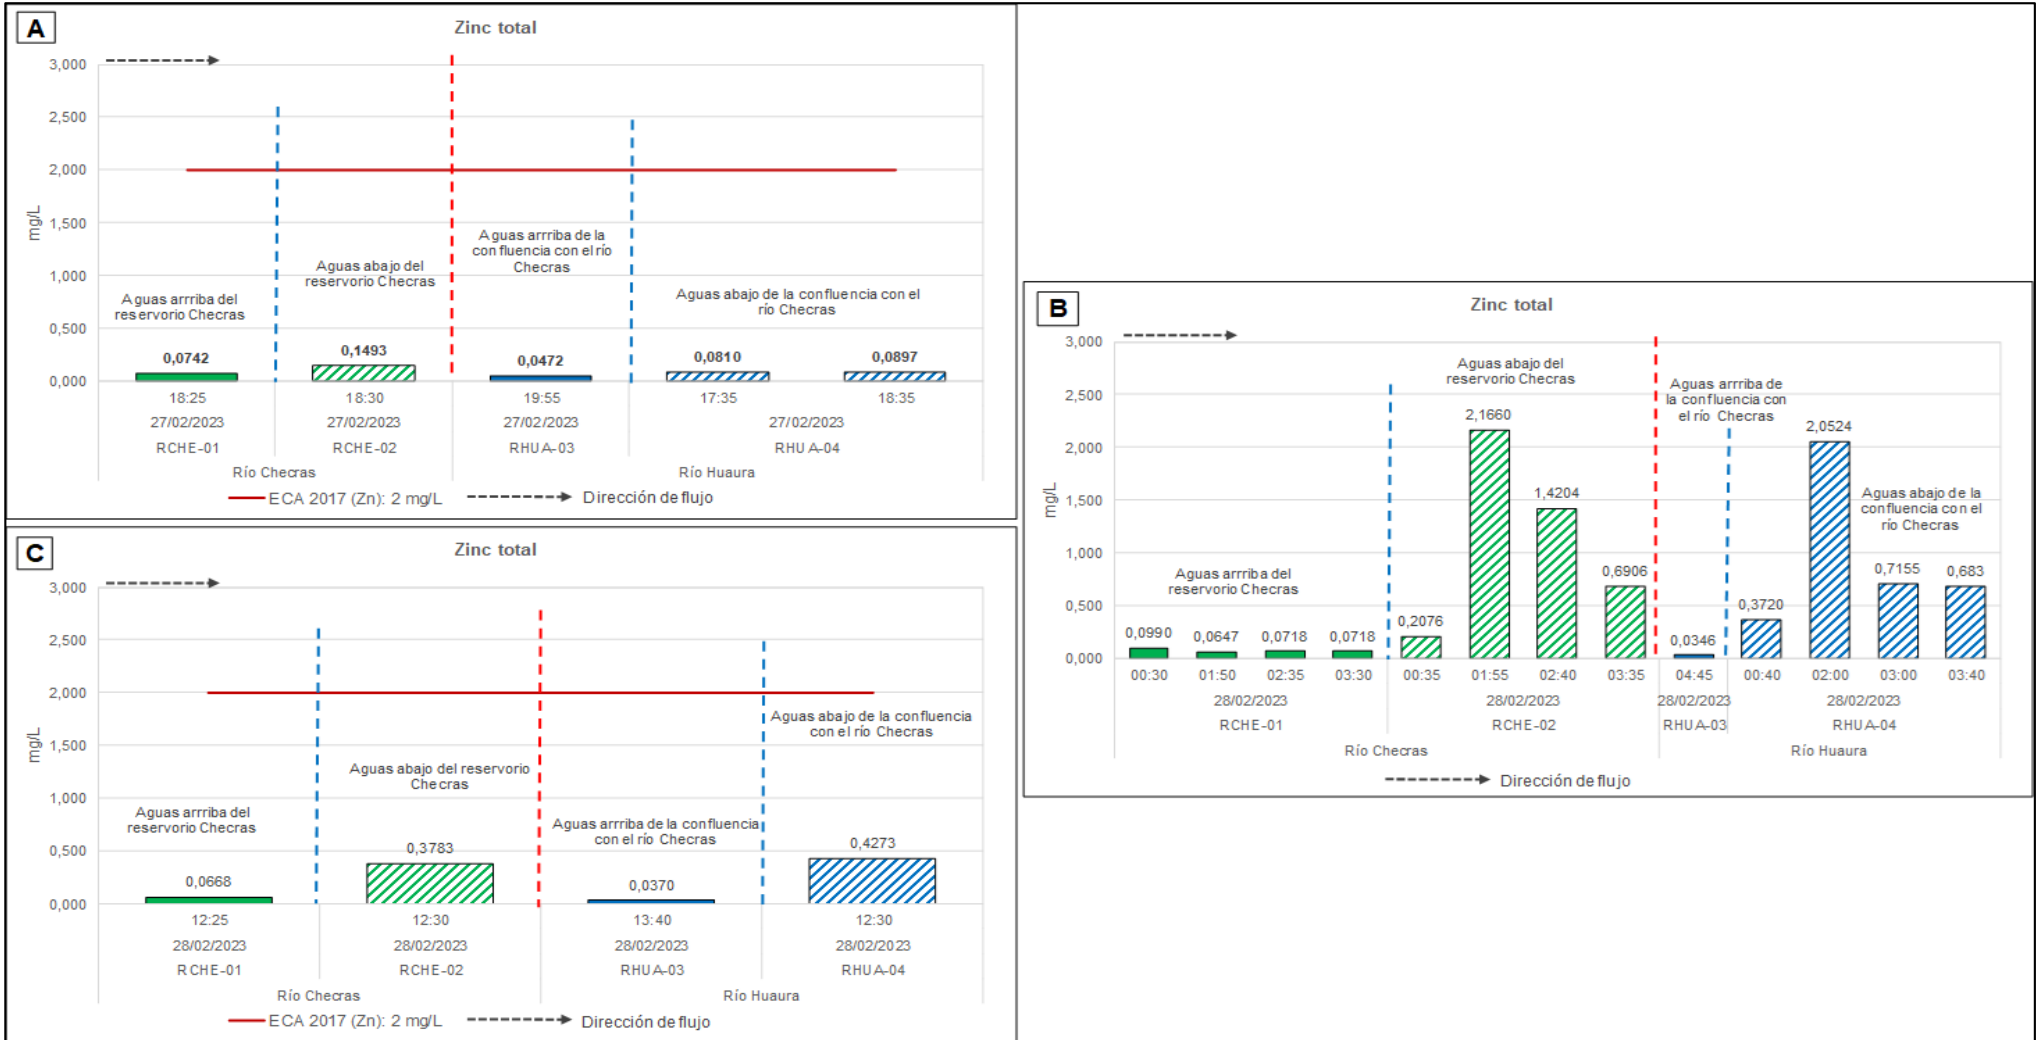 A
Zinc total
3,000
2,500
2,000
1,500
1,000
0,500
0,000
mg/L
Aguas arrriba del
reservorio Checras
Aguas abajo del
reservorio Checras
Aguas arrriba de la
confluencia con el río
Checras
Aguas abajo de la confluencia con el
río Checras
0,0742
0,1493
0,0472
0,0810
0,0897
18:25
18:30
19:55
17:35
18:35
27/02/2023
27/02/2023
27/02/2023
27/02/2023
RCHE-01
RCHE-02
RHUA-03
RHUA-04
Río Checras
Río Huaura
ECA 2017 (Zn): 2 mg/L
Dirección de flujo
B
Zinc total
3,000
2,500
2,000
1,500
1,000
0,500
0,000
mg/L
Aguas arrriba del
reservorio Checras
Aguas abajo del
reservorio Checras
Aguas arrriba de
la confluencia con
el río Checras
Aguas abajo de la
confluencia con el
río Checras
0,0990
0,0647
0,0718
0,0718
0,2076
2,1660
1,4204
0,6906
0,0346
0,3720
2,0524
0,7155
0,683
00:30
01:50
02:35
03:30
00:35
01:55
02:40
03:35
04:45
00:40
02:00
03:00
03:40
28/02/2023
28/02/2023
28/02/2023
28/02/2023
RCHE-01
RCHE-02
RHUA-03
RHUA-04
Río Checras
Río Huaura
Dirección de flujo
C
Zinc total
3,000
2,500
2,000
1,500
1,000
0,500
0,000
mg/L
Aguas arrriba del
reservorio Checras
Aguas abajo del reservorio
Checras
Aguas arrriba de la confluencia
con el río Checras
Aguas abajo de la confluencia
con el río Checras
0,0668
0,3783
0,0370
0,4273
12:25
12:30
13:40
12:30
28/02/2023
28/02/2023
28/02/2023
28/02/2023
RCHE-01
RCHE-02
RHUA-03
RHUA-04
Río Checras
Río Huaura
ECA 2017 (Zn): 2 mg/L
Dirección de flujo